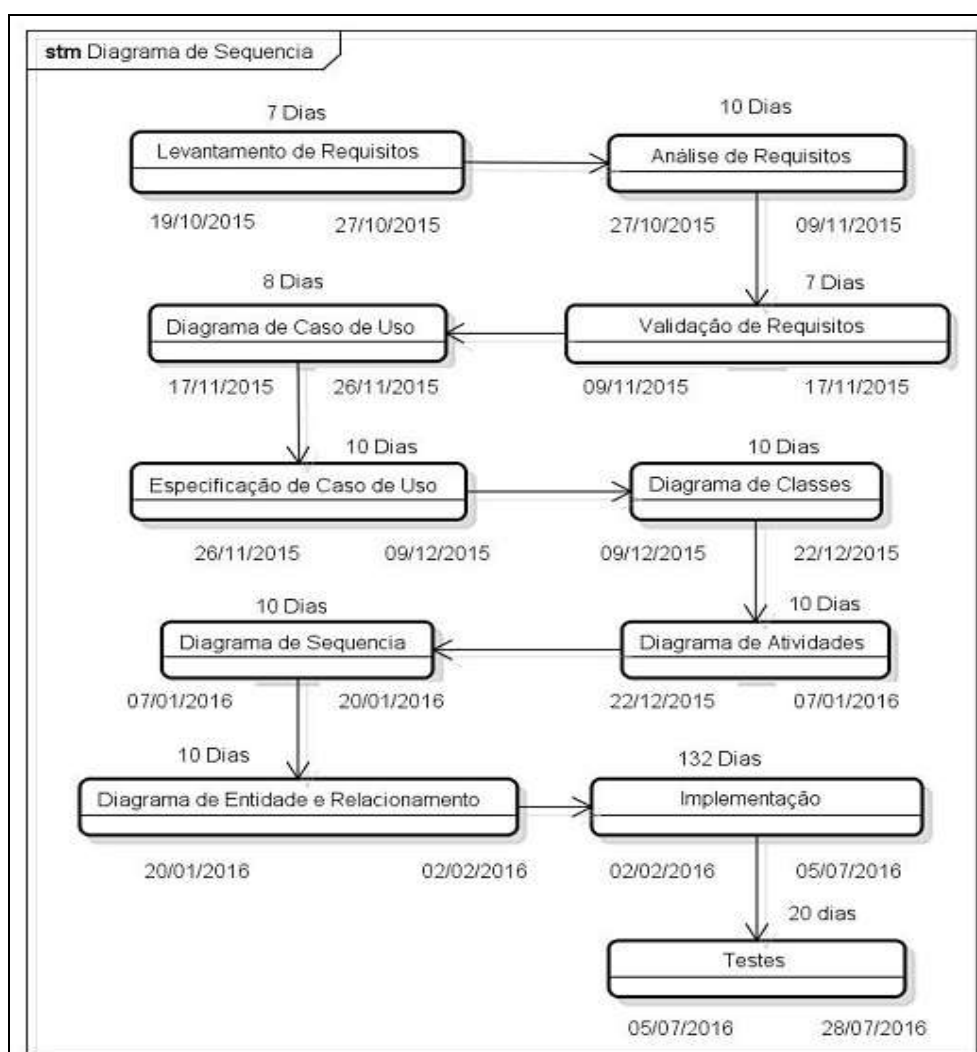 stm Diagrama de Sequencia
7 Dias
10 Dias
Levantamento de Requisitos
Análise de Requisitos
19/10/2015
27/10/2015
27/10/2015
09/11/2015
8 Dias
7 Dias
Diagrama de Caso de Uso
Validação de Requisitos
17/11/2015
26/11/2015
09/11/2015
17/11/2015
10 Dias
10 Dias
Especificação de Caso de Uso
Diagrama de Classes
26/11/2015
09/12/2015
09/12/2015
22/12/2015
10 Dias
10 Dias
Diagrama de Sequencia
Diagrama de Atividades
07/01/2016
20/01/2016
22/12/2015
07/01/2016
10 Dias
132 Dias
Diagrama de Entidade e Relacionamento
Implementação
20/01/2016
02/02/2016
02/02/2016
05/07/2016
20 dias
Testes
05/07/2016
28/07/2016